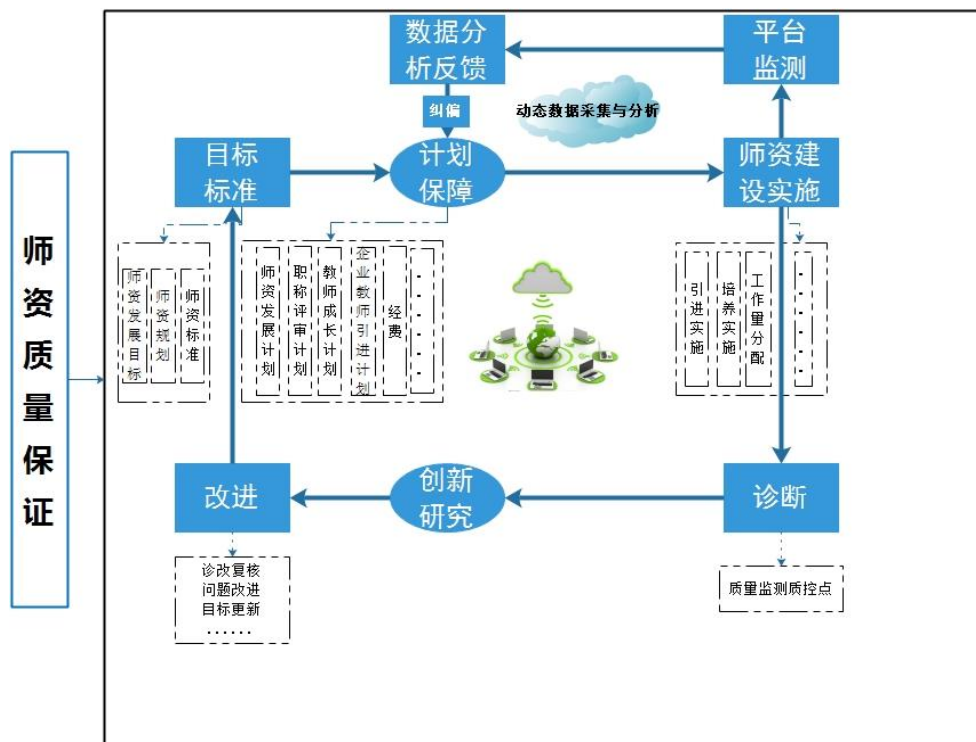 师资质量保证
数据分
析反馈
平台
监测
纠偏
动态数据采集与分析
目标
标准
计划
保障
师资建
设实施
师资发展目标
师资规划
师资标准
师资发展计划
职称评审计划
教师成长计划
企业教师引进计划
经费
......
引进实施
培养实施
工作量分配
......
改进
创新
研究
诊断
诊改复核
问题改进
目标更新
......
质量监测质控点